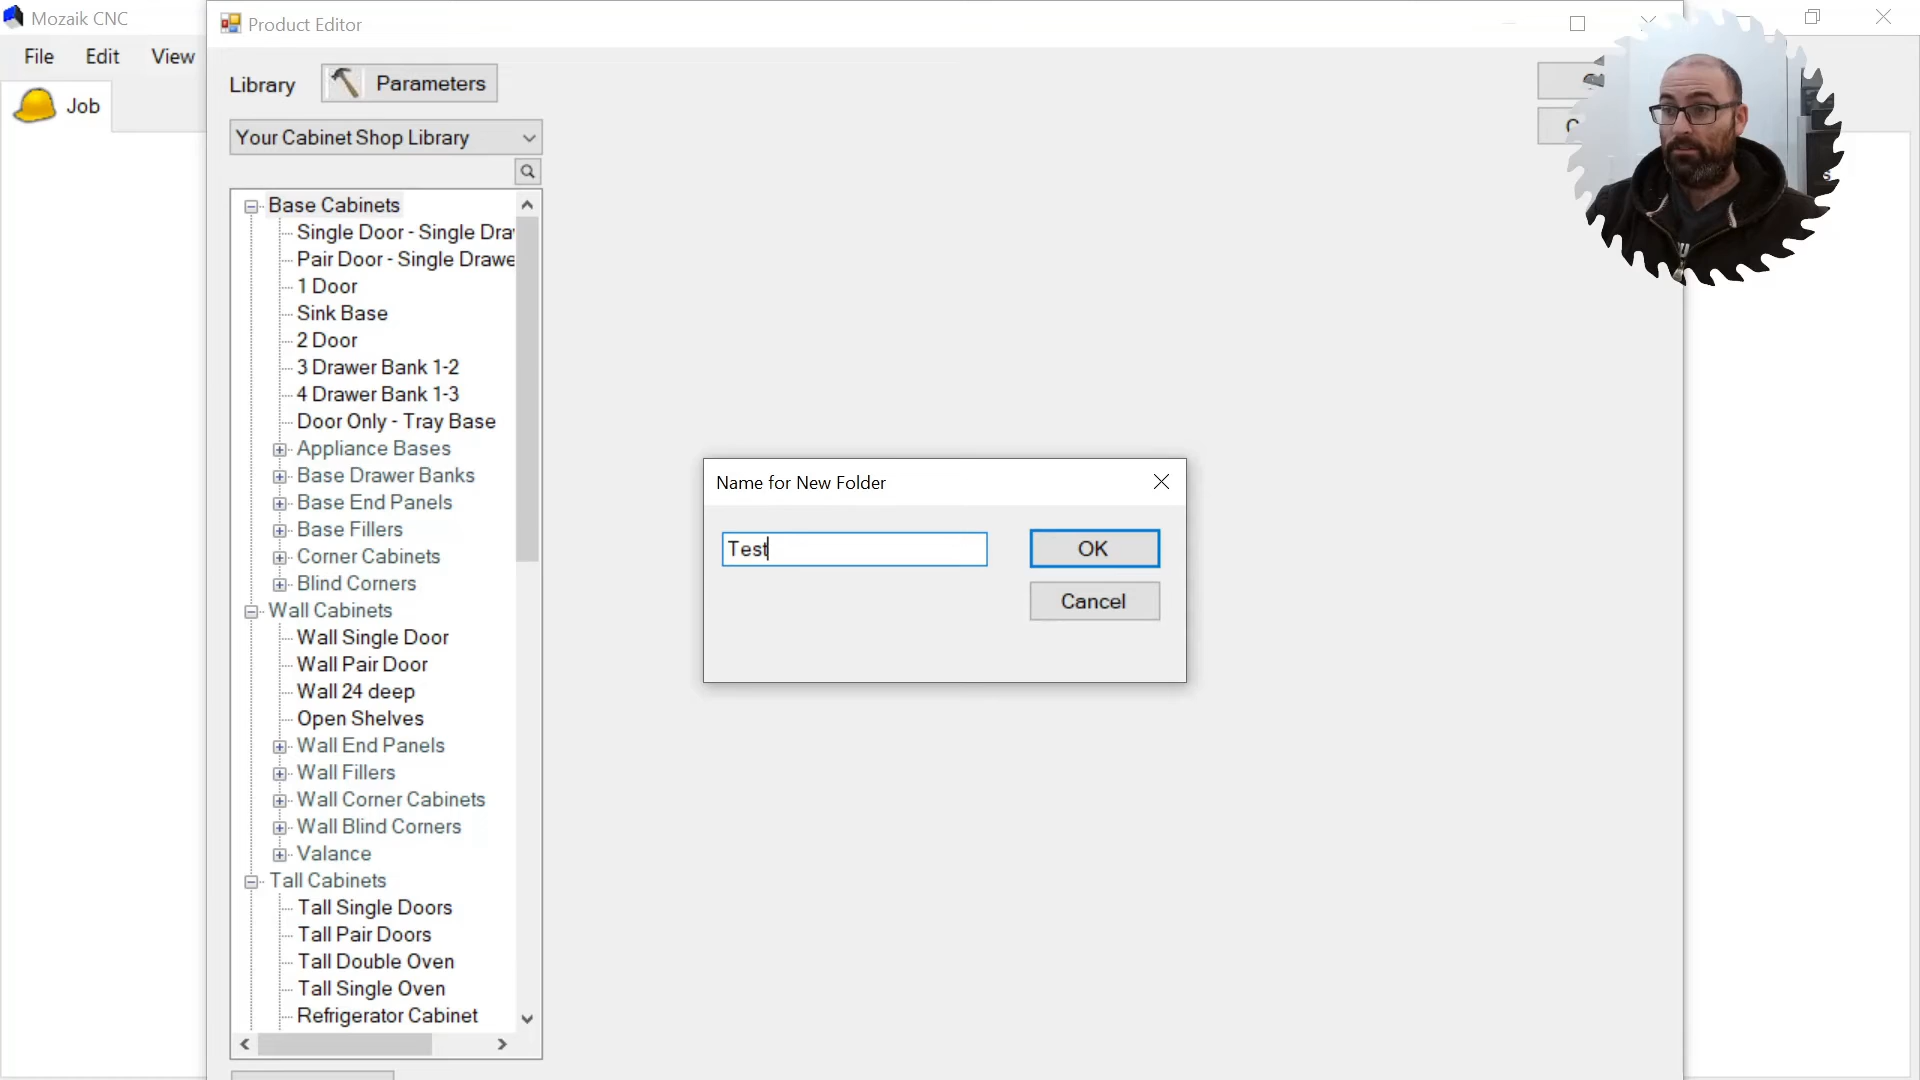 Mozaik CNC
Product Editor
File Edit View
Library
Parameters
Job
Your Cabinet Shop Library
Base Cabinets
Single Door - Single Drav
Pair Door - Single Drawe
1 Door
Sink Base
2 Door
3 Drawer Bank 1-2
4 Drawer Bank 1-3
Door Only - Tray Base
Appliance Bases
Base Drawer Banks
Base End Panels
Base Fillers
Corner Cabinets
Blind Corners
Wall Cabinets
Wall Single Door
Wall Pair Door
Wall 24 deep
Open Shelves
Wall End Panels
Wall Fillers
Wall Corner Cabinets
Wall Blind Corners
Valance
Tall Cabinets
Tall Single Doors
Tall Pair Doors
Tall Double Oven
Tall Single Oven
Refrigerator Cabinet
Name for New Folder
Test
OK
Cancel